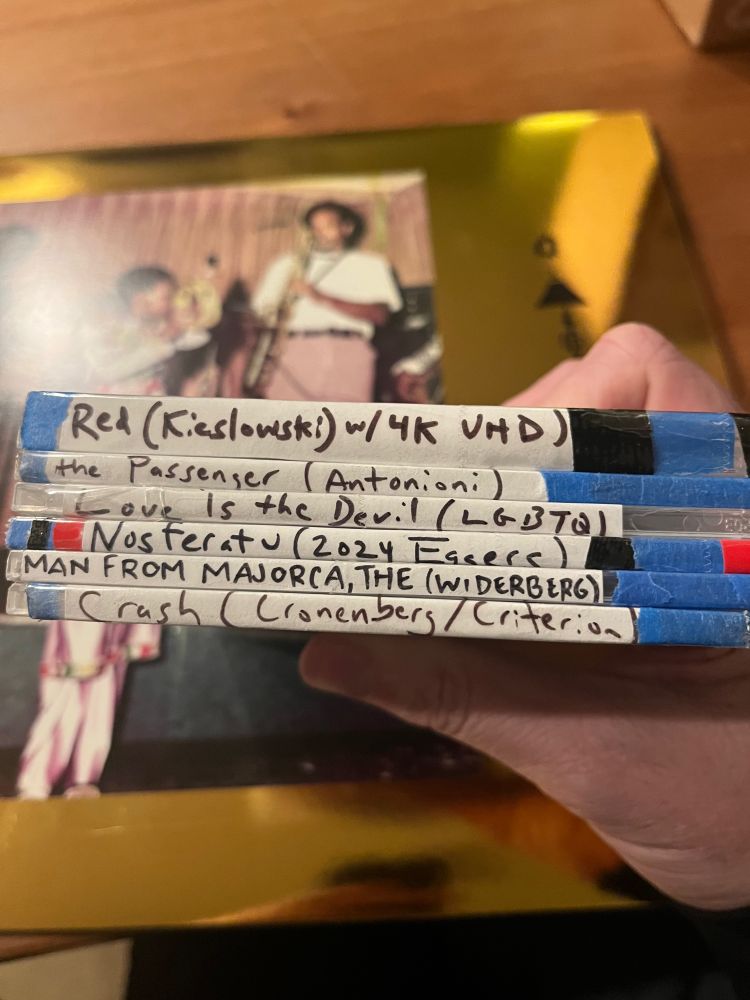 Red (Kieslowski) w/ 4K UHD)
the Passenger (Antonioni)
Love Is the Devil (LGBTQ)
Nosferatu (2024 Eggers)
MAN FROM MAJORCA, THE (WIDERBERG)
Crash (Cronenberg/Criterion